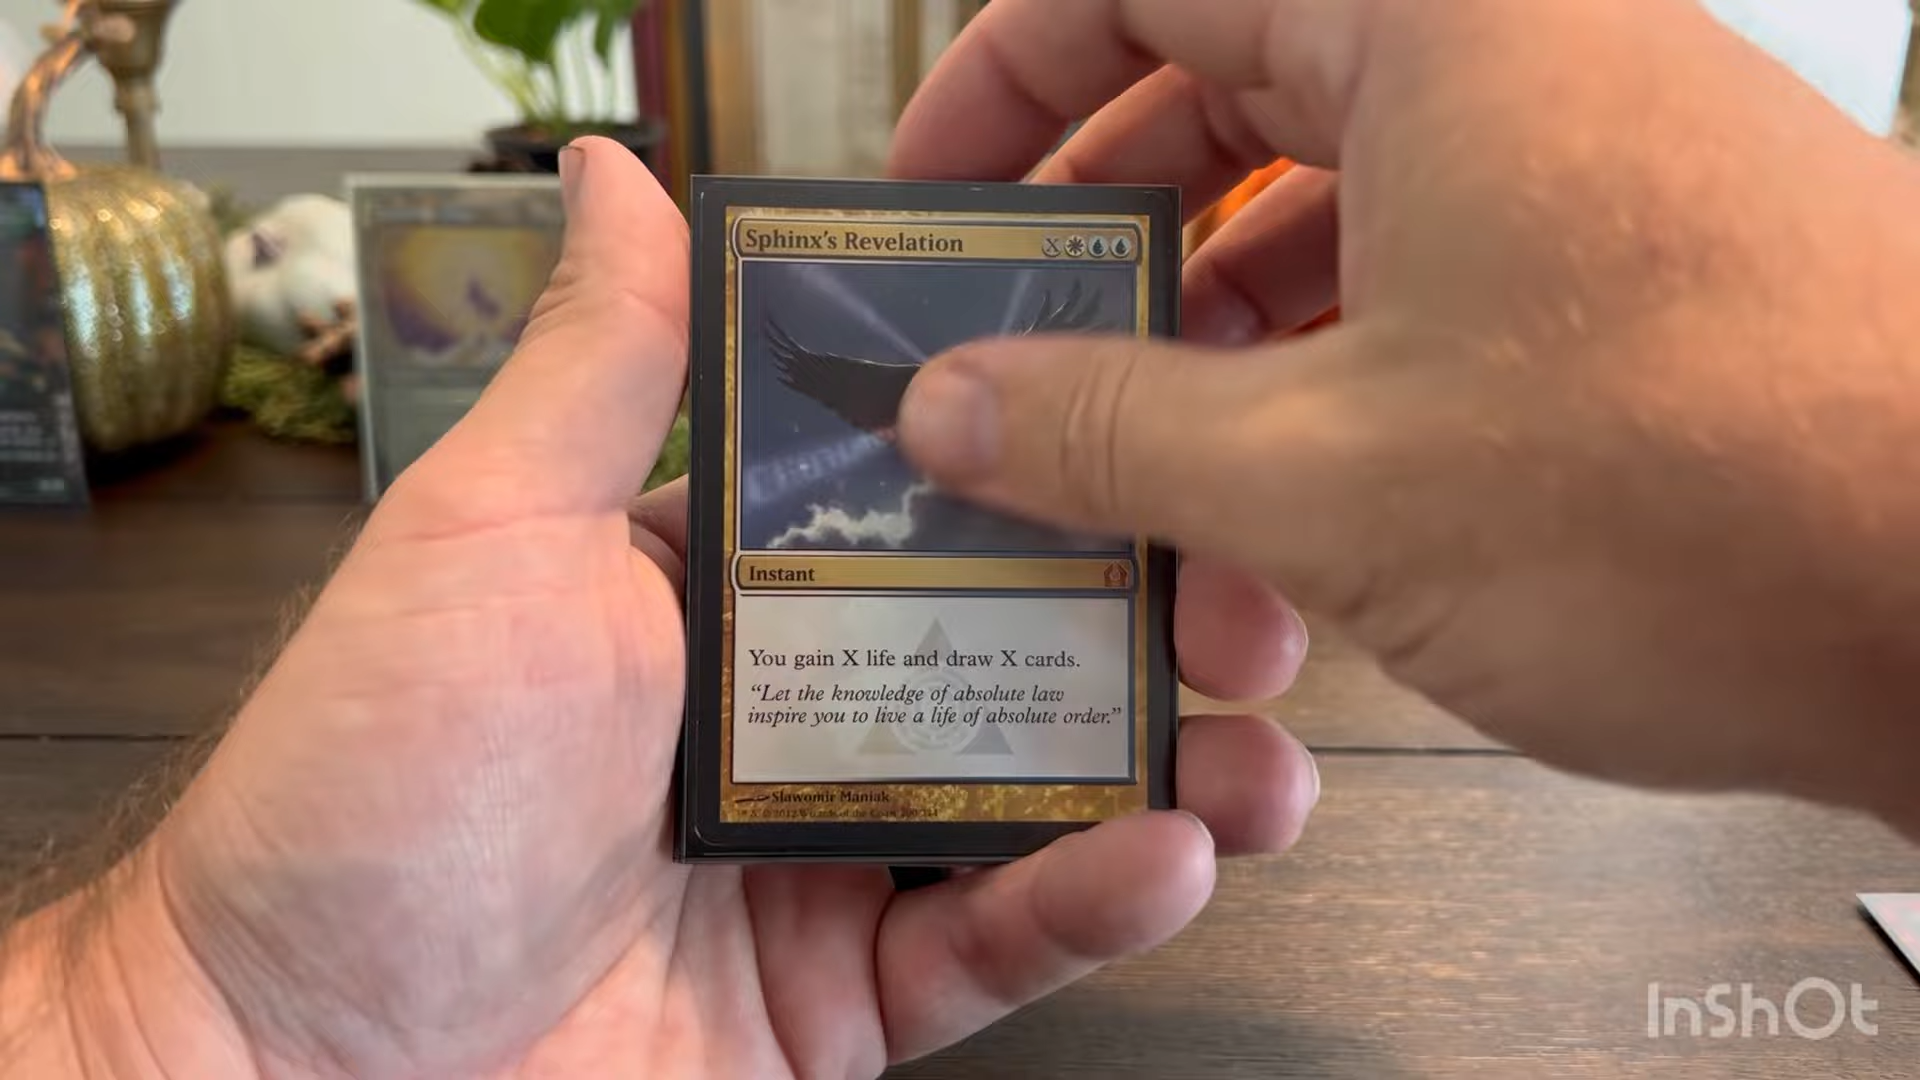 Sphinx's Revelation X
Instant
You gain X life and draw X cards.
“Let the knowledge of absolute law
inspire you to live a life of absolute order.”
Slawomir Maniak
InShOt